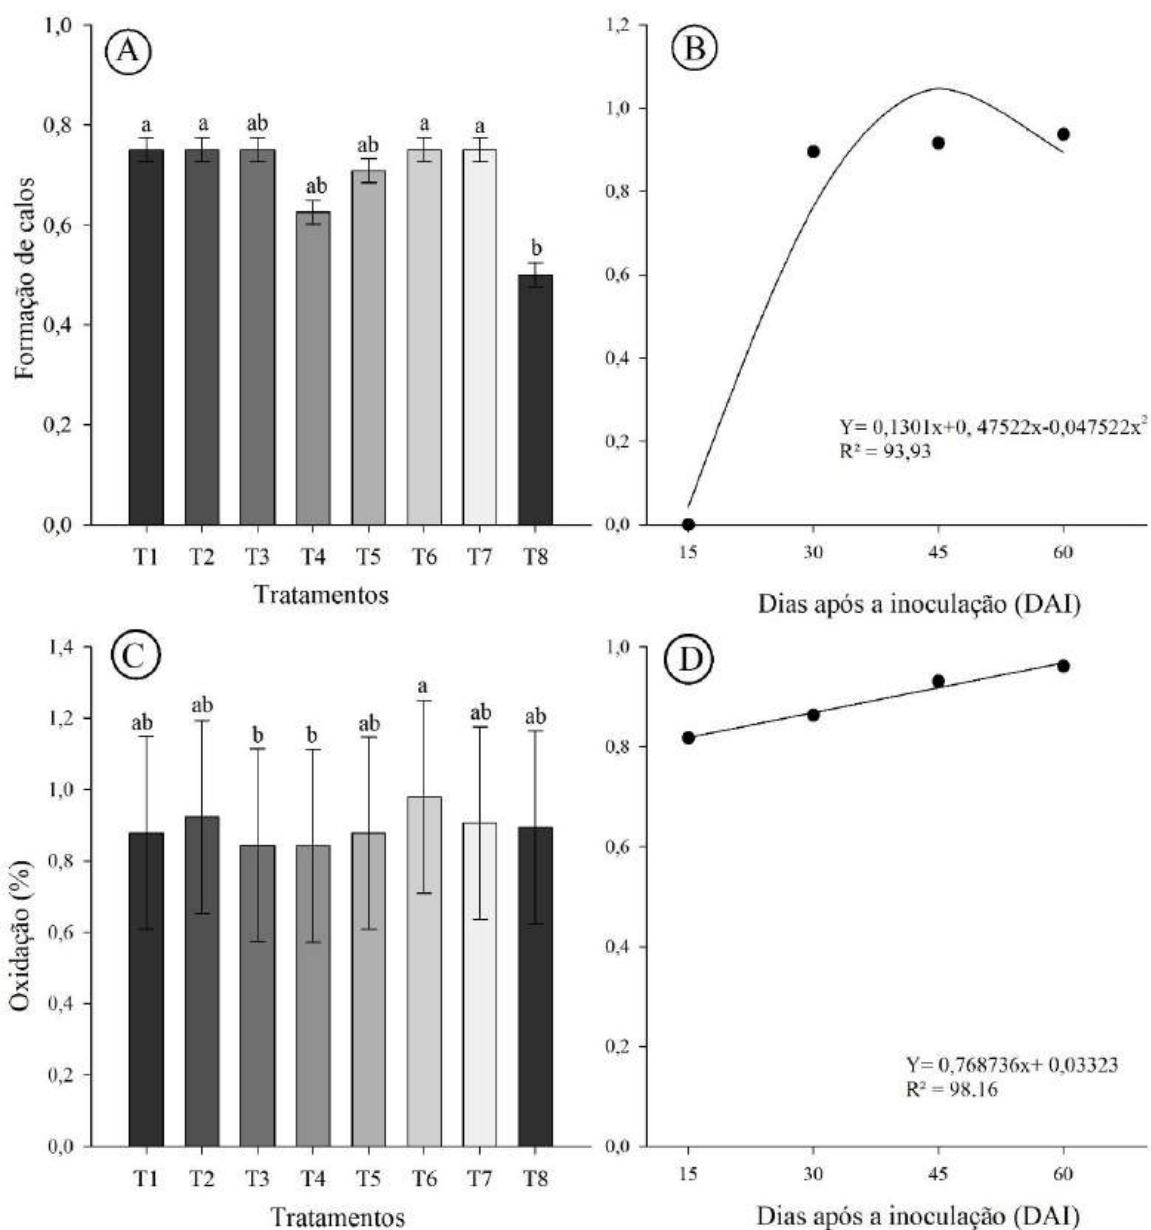 A
1,0
0,8
0,6
0,4
0,2
0,0
Formação de calos
a
a
ab
ab
ab
a
a
b
T1 T2 T3 T4 T5 T6 T7 T8
Tratamentos
B
1,2
1,0
0,8
0,6
0,4
0,2
0,0
Y= 0,1301x+0, 47522x-0,047522x²
R² = 93,93
15 30 45 60
Dias após a inoculação (DAI)
C
1,4
1,2
1,0
0,8
0,6
0,4
0,2
0,0
Oxidação (%)
ab
ab
b
b
ab
a
ab
ab
T1 T2 T3 T4 T5 T6 T7 T8
Tratamentos
D
1,0
0,8
0,6
0,4
0,2
0,0
Y= 0,768736x+ 0,03323
R² = 98.16
15 30 45 60
Dias após a inoculação (DAI)